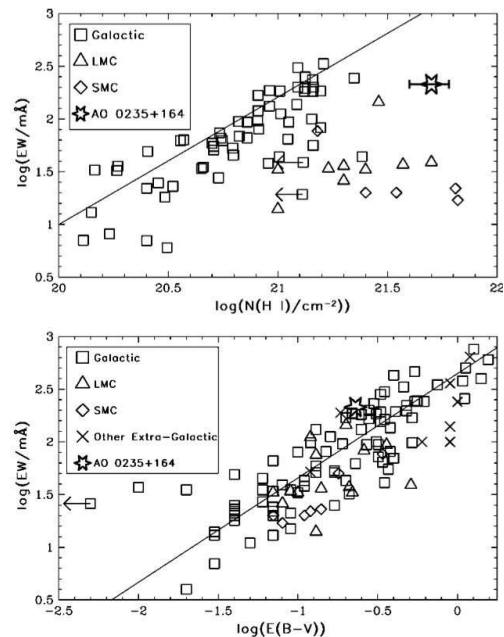 3
2.5
2
1.5
1
0.5
log(EW/mÅ)
Galactic
LMC
SMC
AO 0235+164
20
20.5
21
21.5
22
log(N(H I)/cm⁻²)
3
2.5
2
1.5
1
0.5
log(EW/mÅ)
Galactic
LMC
SMC
Other Extra-Galactic
AO 0235+164
-2.5
-2
-1.5
-1
-0.5
0
log(E(B-V))